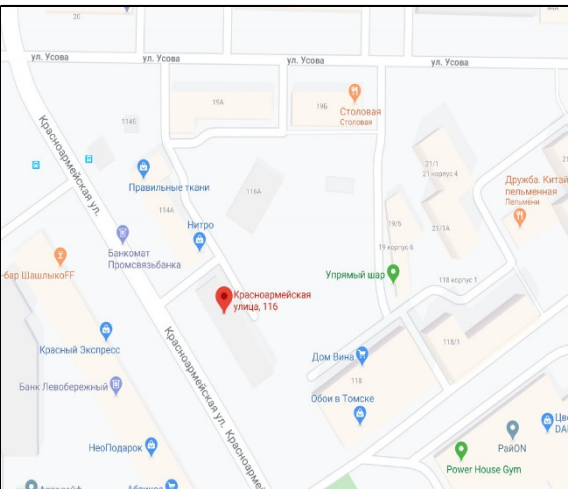 20
ул. Усова
ул. Усова
ул. Усова
ул. Усова
19А
19Б
Столовая
Столовая
114Б
21/1
21 корпус 4
Красноармейская ул.
Правильные ткани
116А
Дружба. Китай
пельменная
Пельмени
114А
Нитро
19/6
21/1А
Банкомат
Промсвязьбанка
19 корпус 6
-бар ШашлыкоFF
Упрямый шар
118 корпус 1
Красноармейская
улица, 116
Красный Экспресс
Красноармейская ул.
118/1
Дом Вина
118
Банк Левобережный
Обои в Томске
РайON
НеоПодарок
Power House Gym